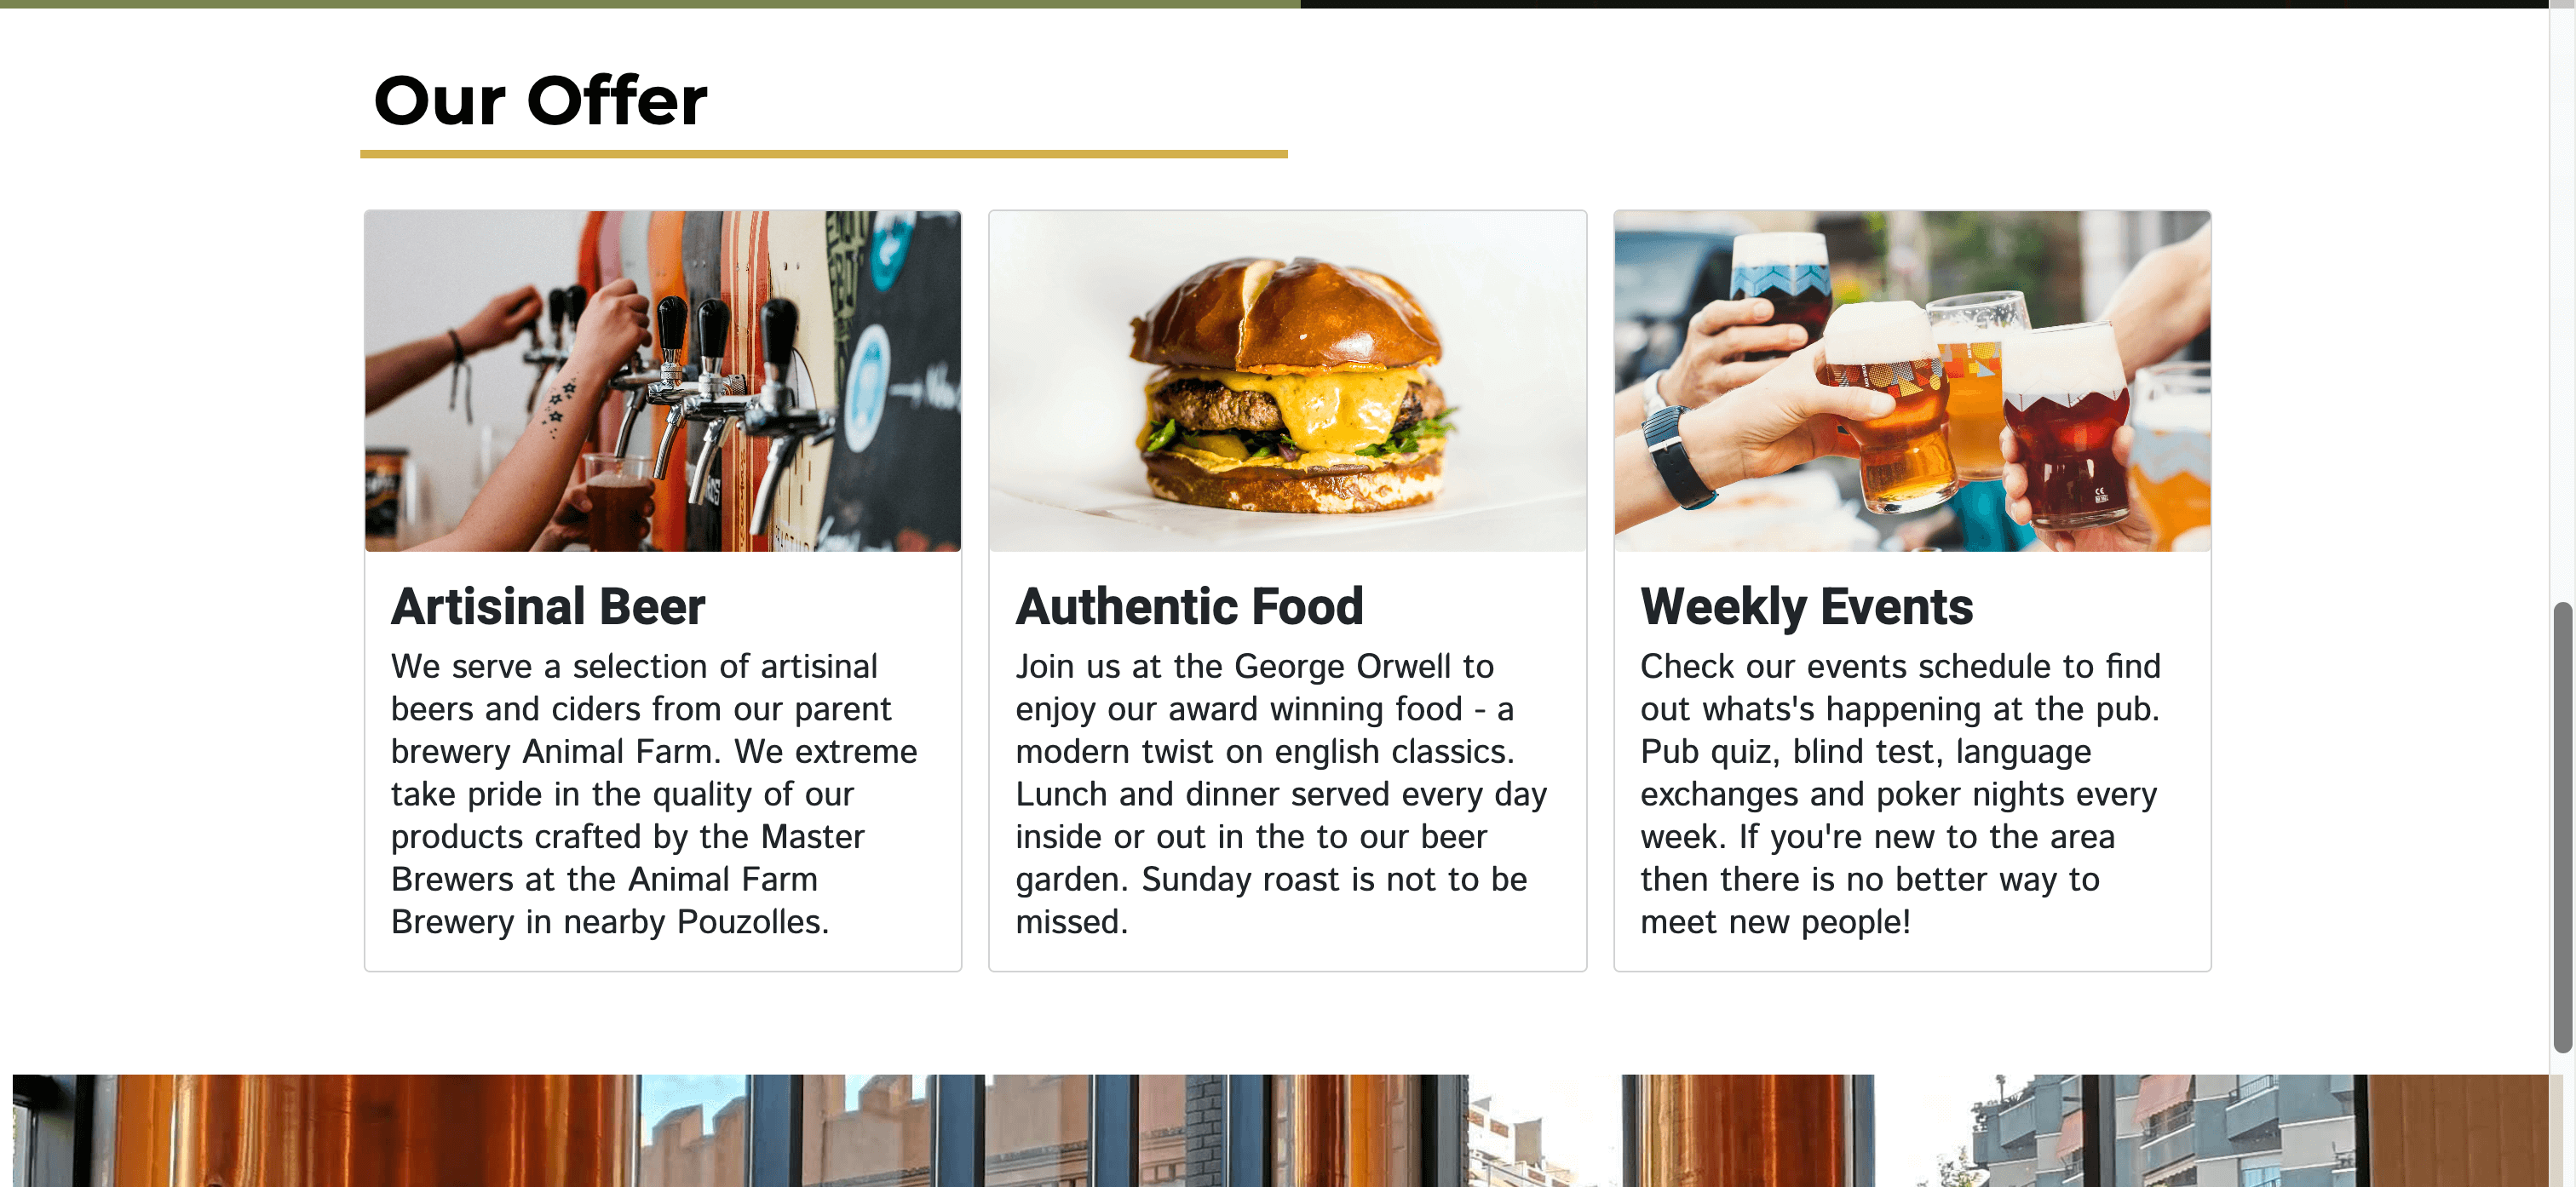 Our Offer
Artisinal Beer
We serve a selection of artisinal
beers and ciders from our parent
brewery Animal Farm. We extreme
take pride in the quality of our
products crafted by the Master
Brewers at the Animal Farm
Brewery in nearby Pouzolles.
Authentic Food
Join us at the George Orwell to
enjoy our award winning food - a
modern twist on english classics.
Lunch and dinner served every day
inside or out in the to our beer
garden. Sunday roast is not to be
missed.
Weekly Events
Check our events schedule to find
out whats's happening at the pub.
Pub quiz, blind test, language
exchanges and poker nights every
week. If you're new to the area
then there is no better way to
meet new people!